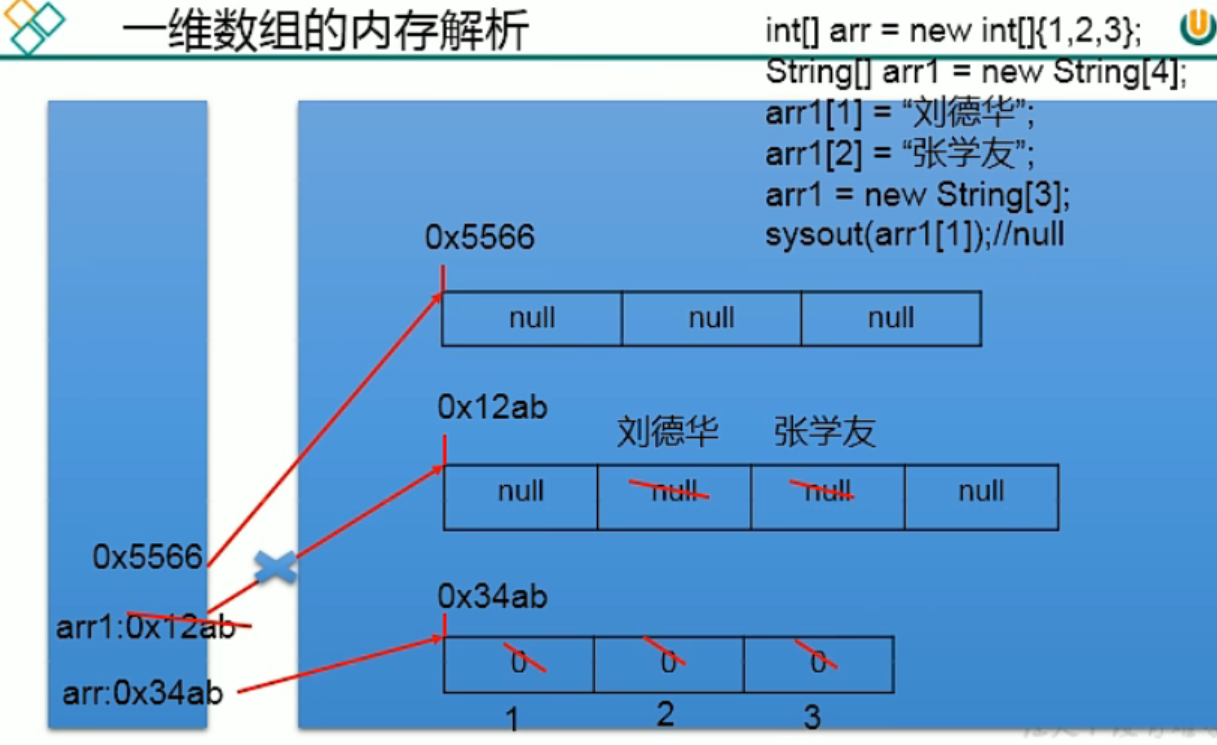 一维数组的内存解析
int[] arr = new int[]{1,2,3};
String[] arr1 = new String[4];
arr1[1] = “刘德华”;
arr1[2] = “张学友”;
arr1 = new String[3];
sysout(arr1[1]);//null
0x5566
null null null
0x12ab
刘德华 张学友
null null null null
0x5566
arr1:0x12ab
0x34ab
0 0 0
arr:0x34ab
1 2 3